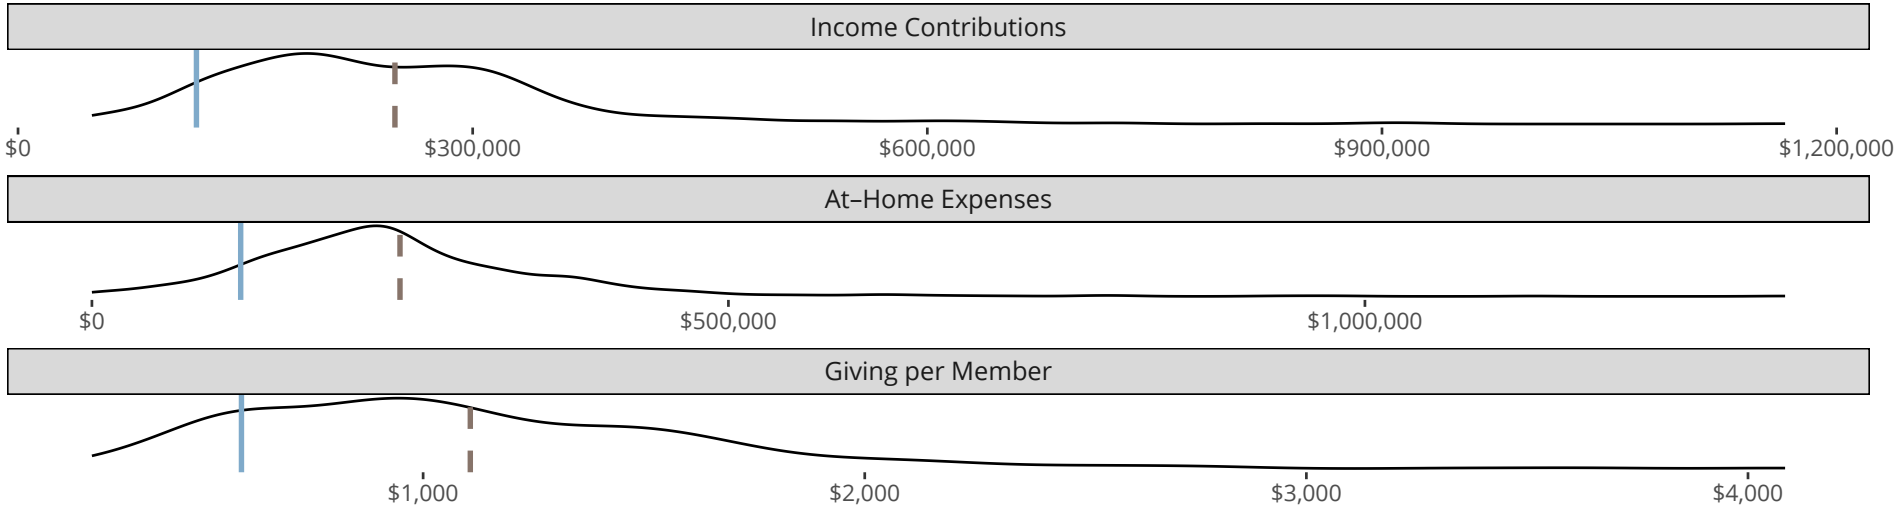 Income Contributions
$0 $300,000 $600,000 $900,000 $1,200,000
At–Home Expenses
$0 $500,000 $1,000,000
Giving per Member
$1,000 $2,000 $3,000 $4,000